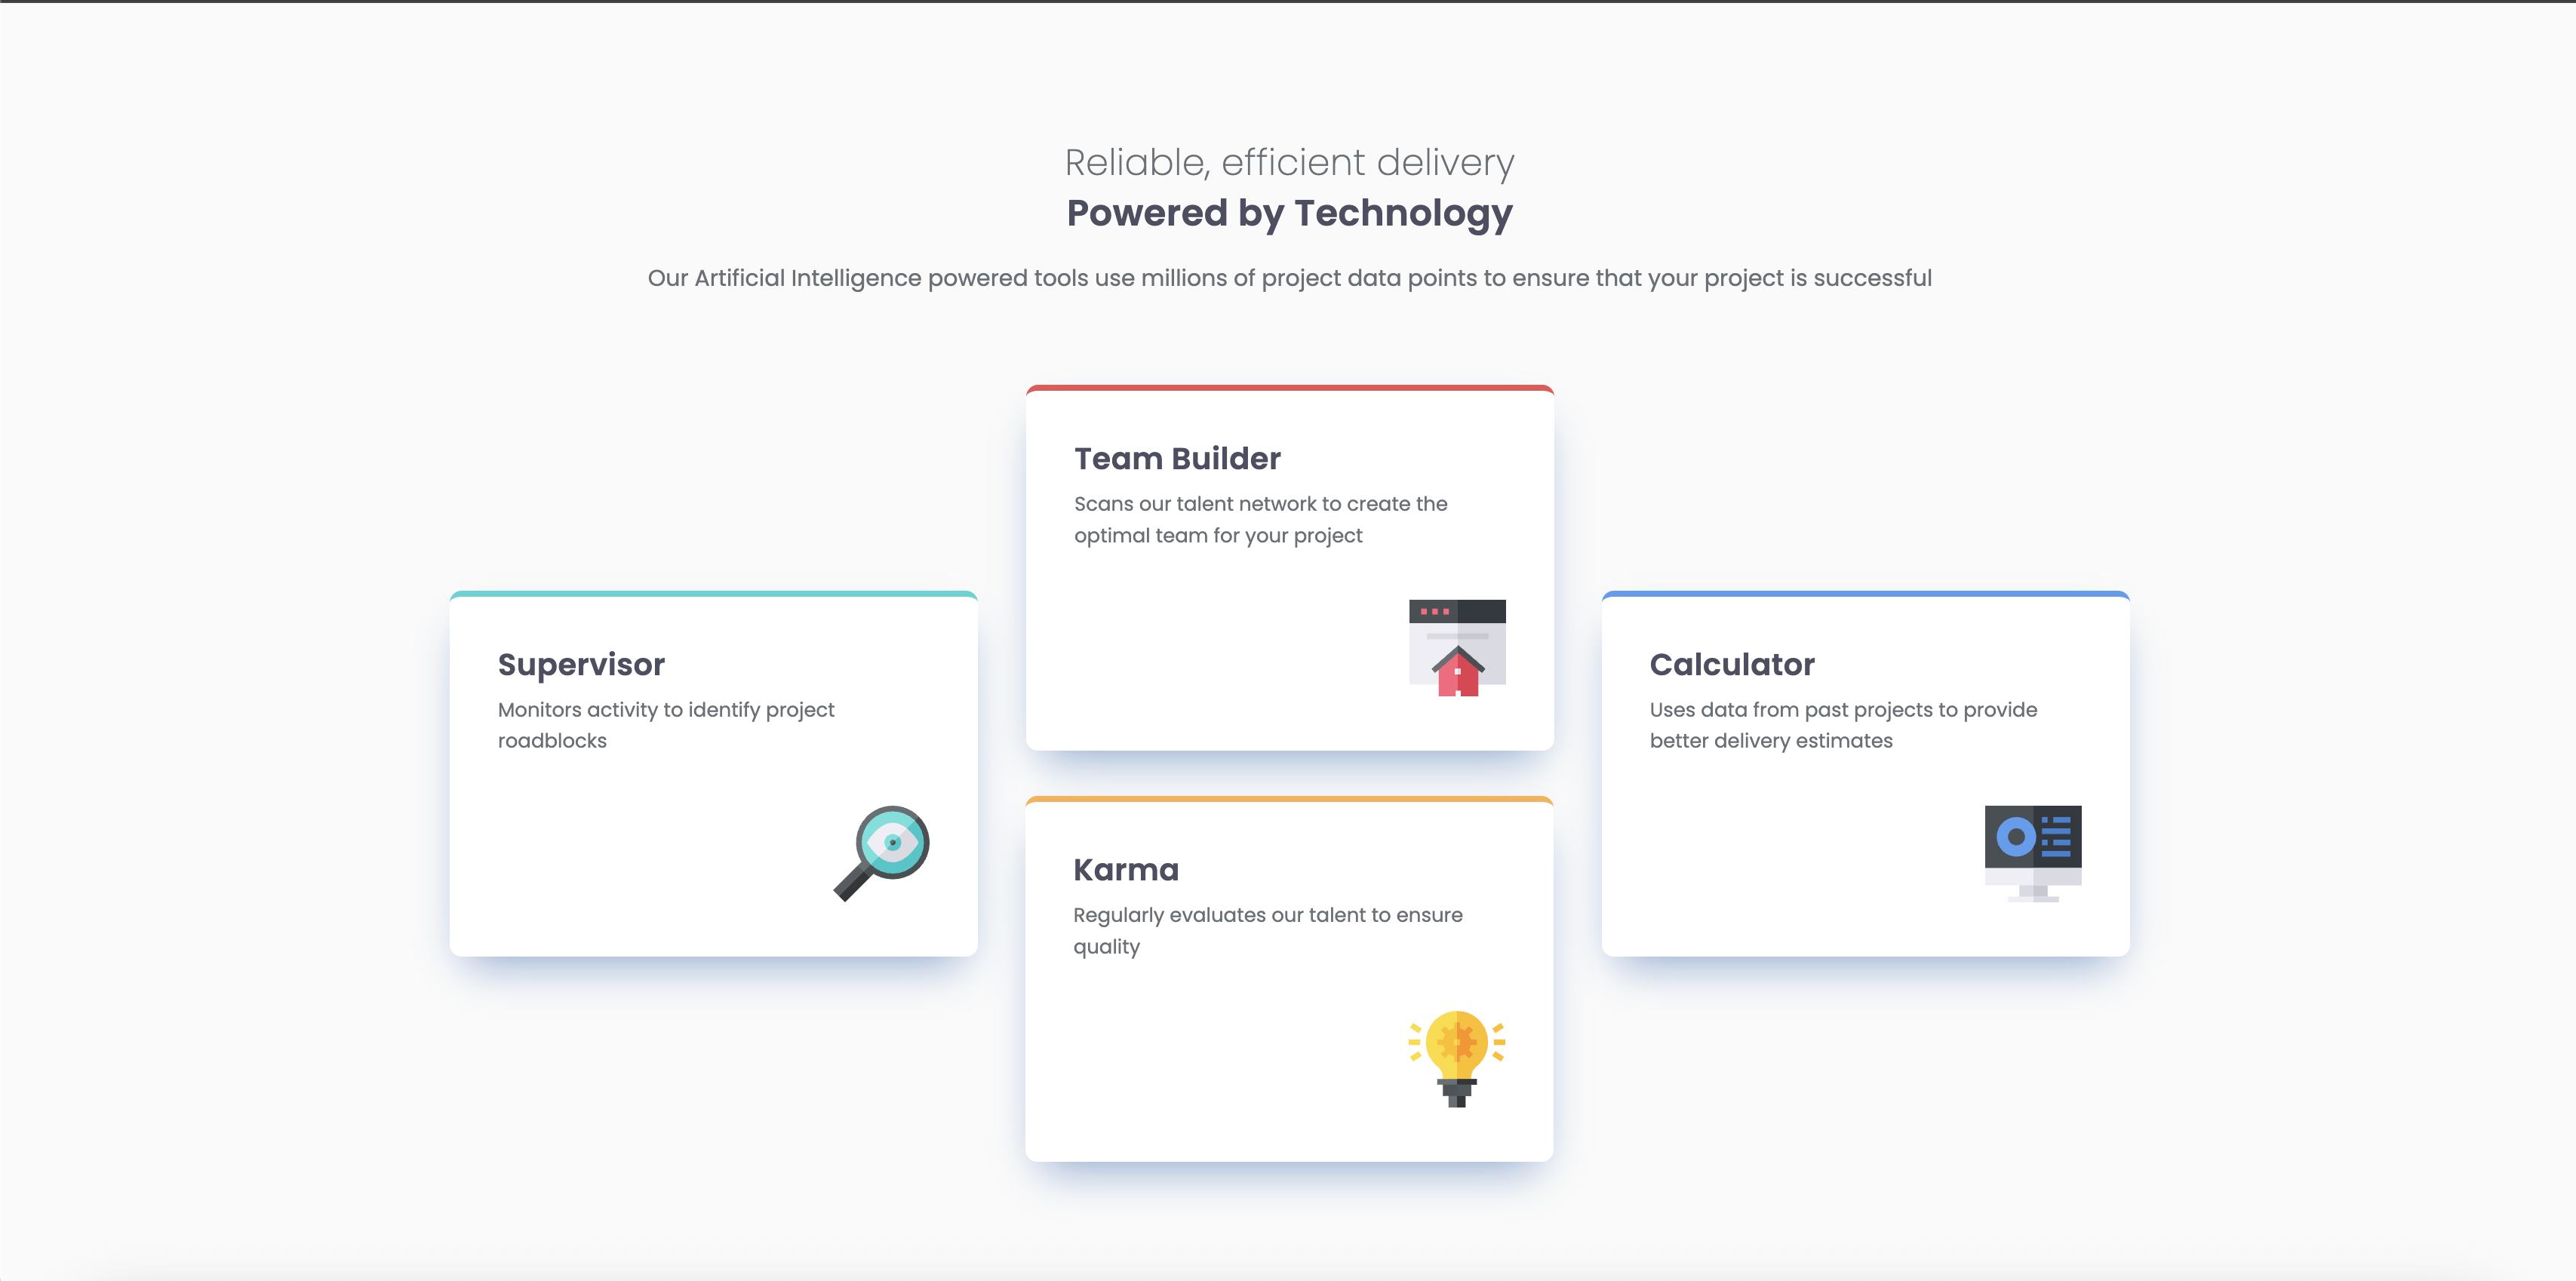 Reliable, efficient delivery
Powered by Technology
Our Artificial Intelligence powered tools use millions of project data points to ensure that your project is successful
Supervisor
Monitors activity to identify project
roadblocks
Team Builder
Scans our talent network to create the
optimal team for your project
Karma
Regularly evaluates our talent to ensure
quality
Calculator
Uses data from past projects to provide
better delivery estimates